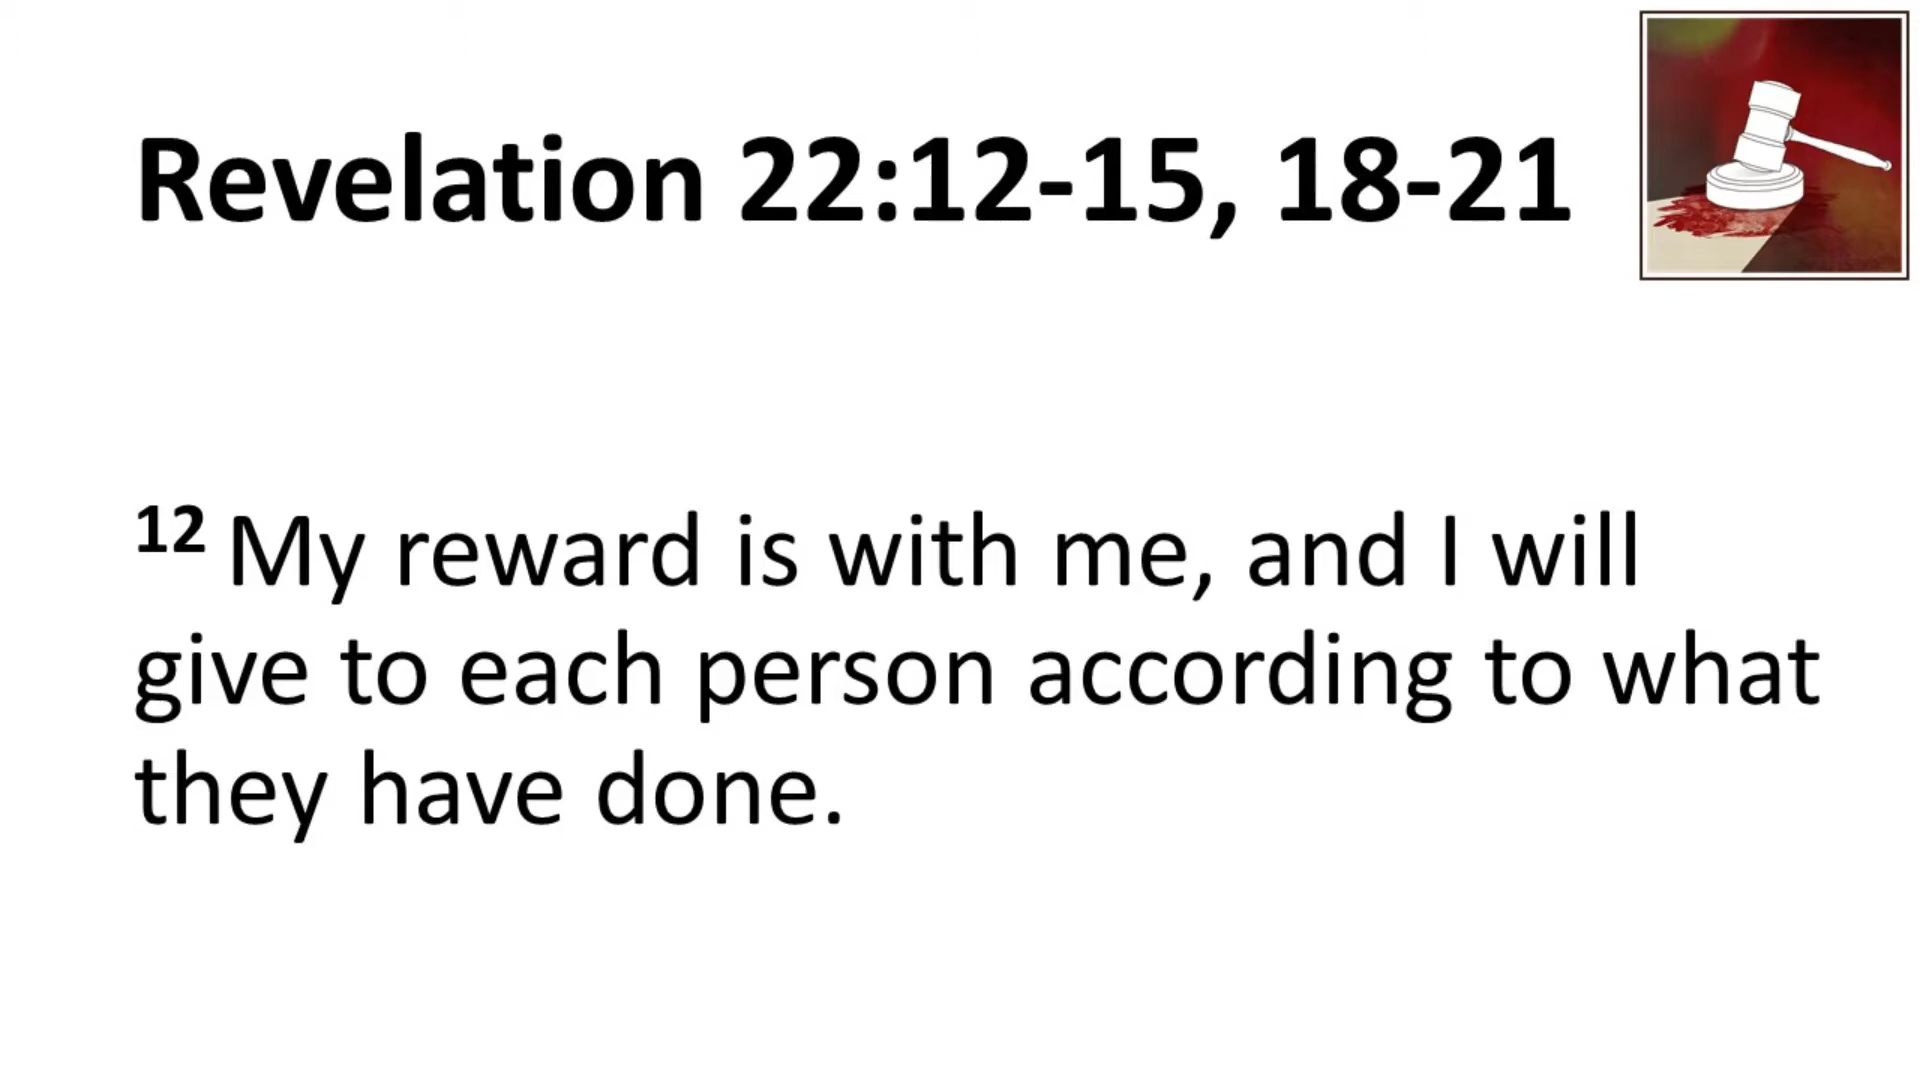 Revelation 22:12-15, 18-21
12 My reward is with me, and I will
give to each person according to what
they have done.